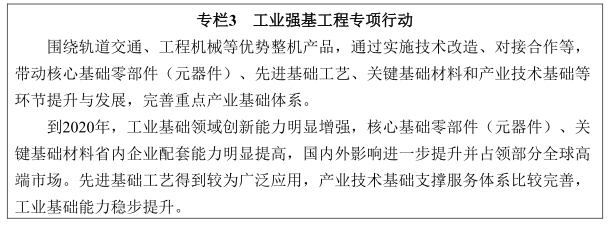 专栏3 工业强基工程专项行动
围绕轨道交通、工程机械等优势整机产品，通过实施技术改造、对接合作等，
带动核心基础零部件（元器件）、先进基础工艺、关键基础材料和产业技术基础等
环节提升与发展，完善重点产业基础体系。
到2020年，工业基础领域创新能力明显增强，核心基础零部件（元器件）、关
键基础材料省内企业配套能力明显提高，国内外影响进一步提升并占领部分全球高
端市场。先进基础工艺得到较为广泛应用，产业技术基础支撑服务体系比较完善，
工业基础能力稳步提升。